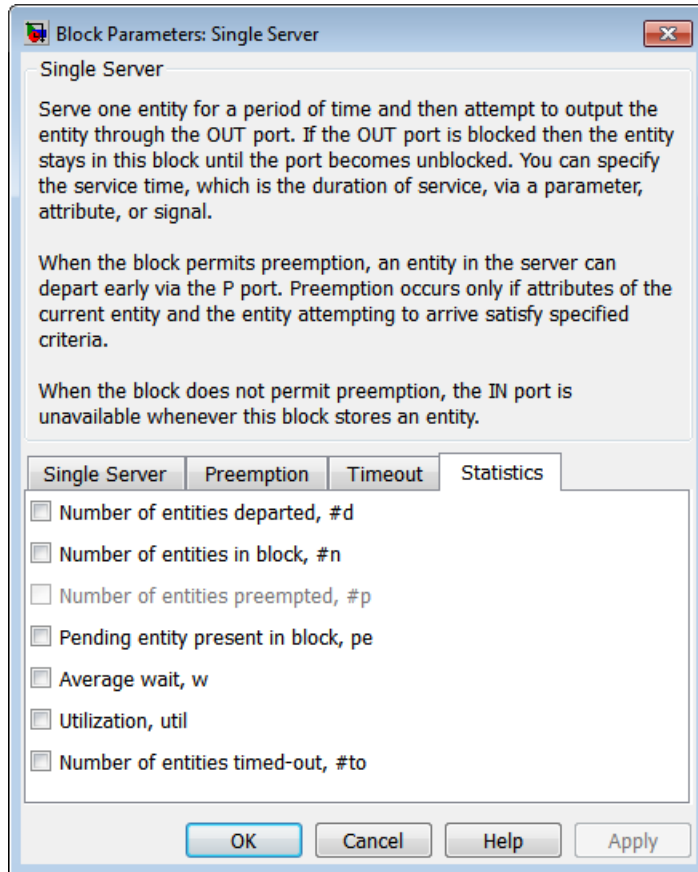 Block Parameters: Single Server
Single Server
Serve one entity for a period of time and then attempt to output the
entity through the OUT port. If the OUT port is blocked then the entity
stays in this block until the port becomes unblocked. You can specify
the service time, which is the duration of service, via a parameter,
attribute, or signal.
When the block permits preemption, an entity in the server can
depart early via the P port. Preemption occurs only if attributes of the
current entity and the entity attempting to arrive satisfy specified
criteria.
When the block does not permit preemption, the IN port is
unavailable whenever this block stores an entity.
Single Server Preemption Timeout Statistics
Number of entities departed, #d
Number of entities in block, #n
Number of entities preempted, #p
Pending entity present in block, pe
Average wait, w
Utilization, util
Number of entities timed-out, #to
OK Cancel Help Apply